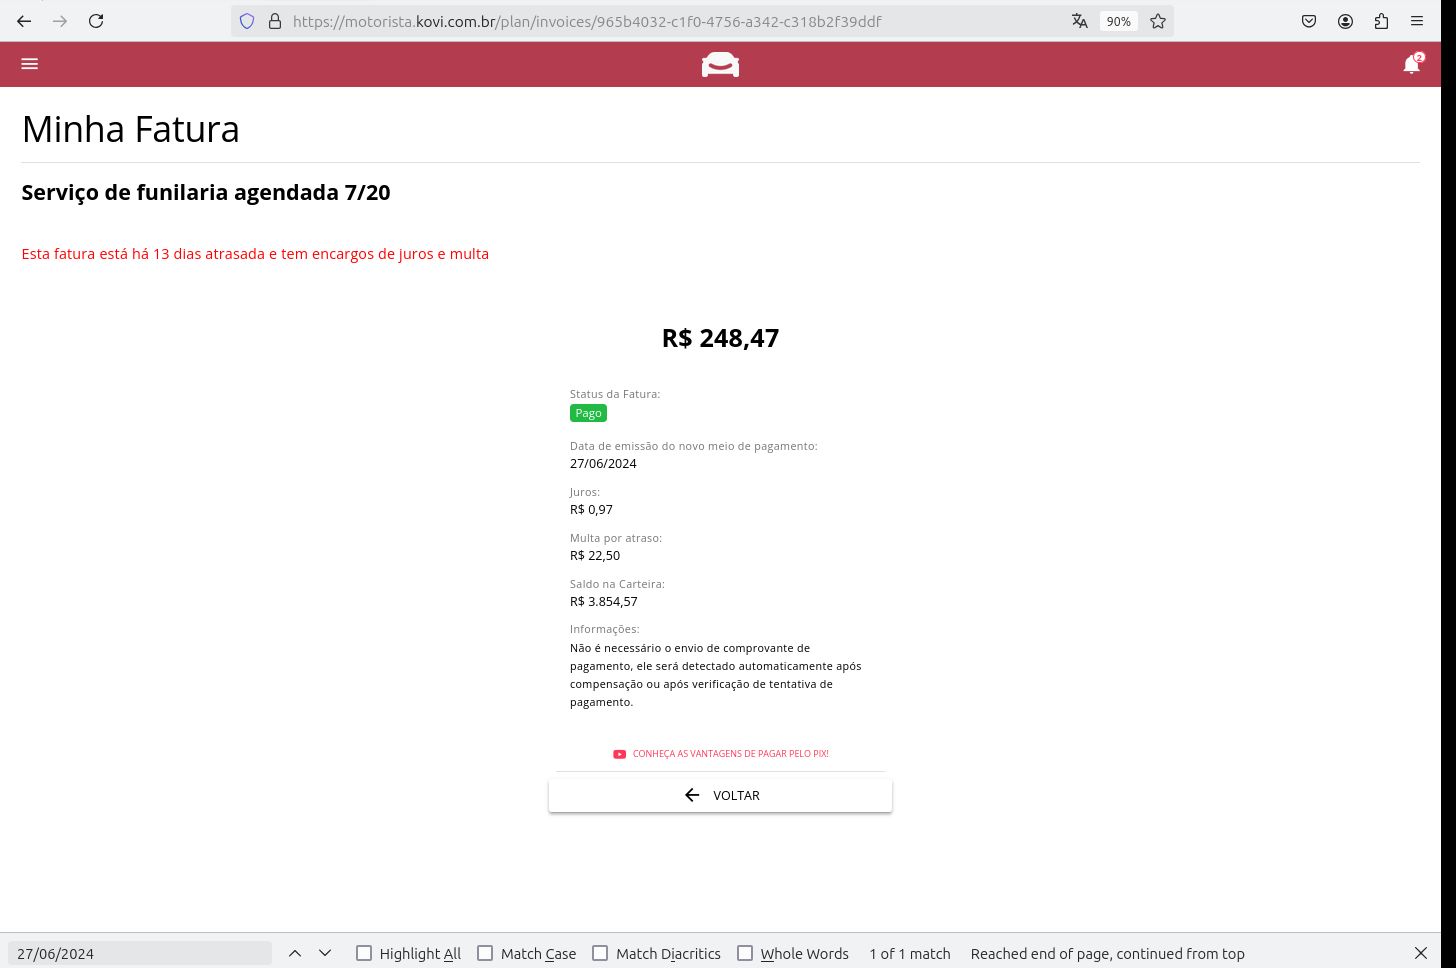 https://motorista.kovi.com.br/plan/invoices/965b4032-c1f0-4756-a342-c318b2f39ddf
90%
2
Minha Fatura
Serviço de funilaria agendada 7/20
Esta fatura está há 13 dias atrasada e tem encargos de juros e multa
R$ 248,47
Status da Fatura:
Pago
Data de emissão do novo meio de pagamento:
27/06/2024
Juros:
R$ 0,97
Multa por atraso:
R$ 22,50
Saldo na Carteira:
R$ 3.854,57
Informações:
Não é necessário o envio de comprovante de
pagamento, ele será detectado automaticamente após
compensação ou após verificação de tentativa de
pagamento.
CONHEÇA AS VANTAGENS DE PAGAR PELO PIX!
VOLTAR
27/06/2024 Highlight All Match Case Match Diacritics Whole Words 1 of 1 match Reached end of page, continued from top